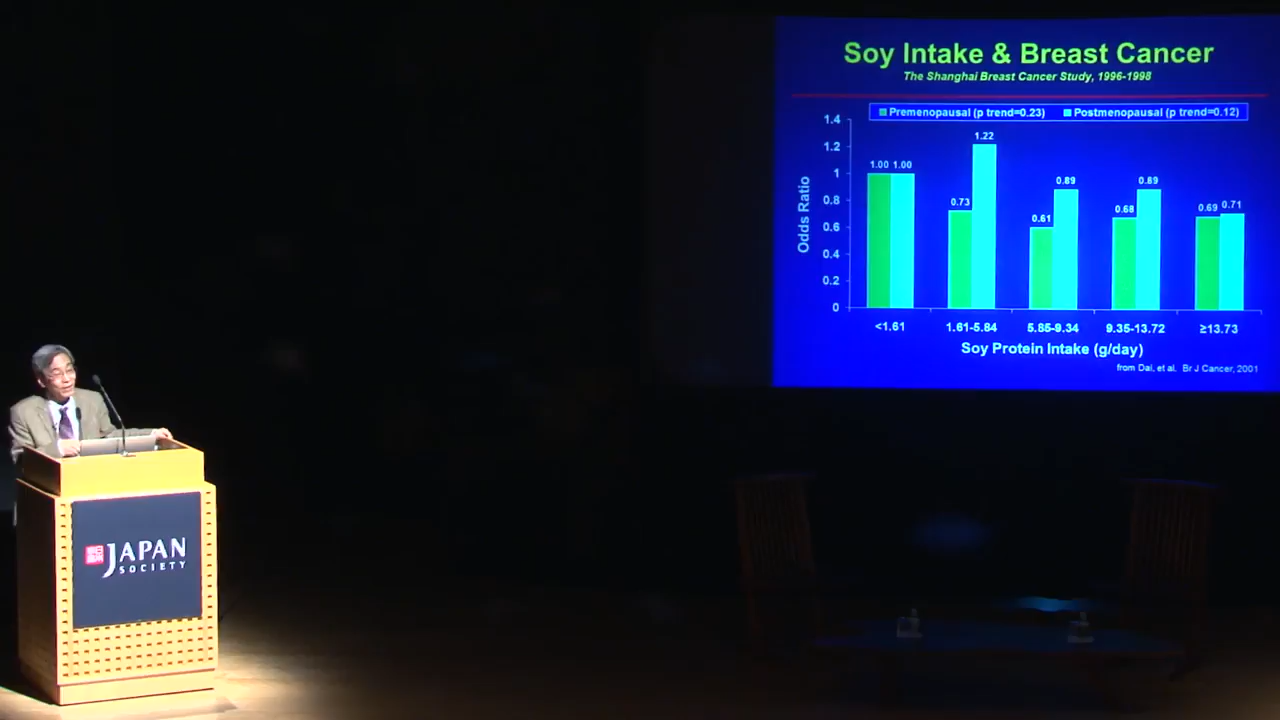 Soy Intake & Breast Cancer
The Shanghai Breast Cancer Study, 1996-1998
Premenopausal (p trend=0.23) Postmenopausal (p trend=0.12)
1.4
1.2
1
0.8
0.6
0.4
0.2
0
Odds Ratio
1.00 1.00
0.73 1.22
0.61 0.89
0.68 0.89
0.69 0.71
<1.61 1.61-5.84 5.85-9.34 9.35-13.72 ≥13.73
Soy Protein Intake (g/day)
from Dai, et al. Br J Cancer, 2001
JAPAN
SOCIETY